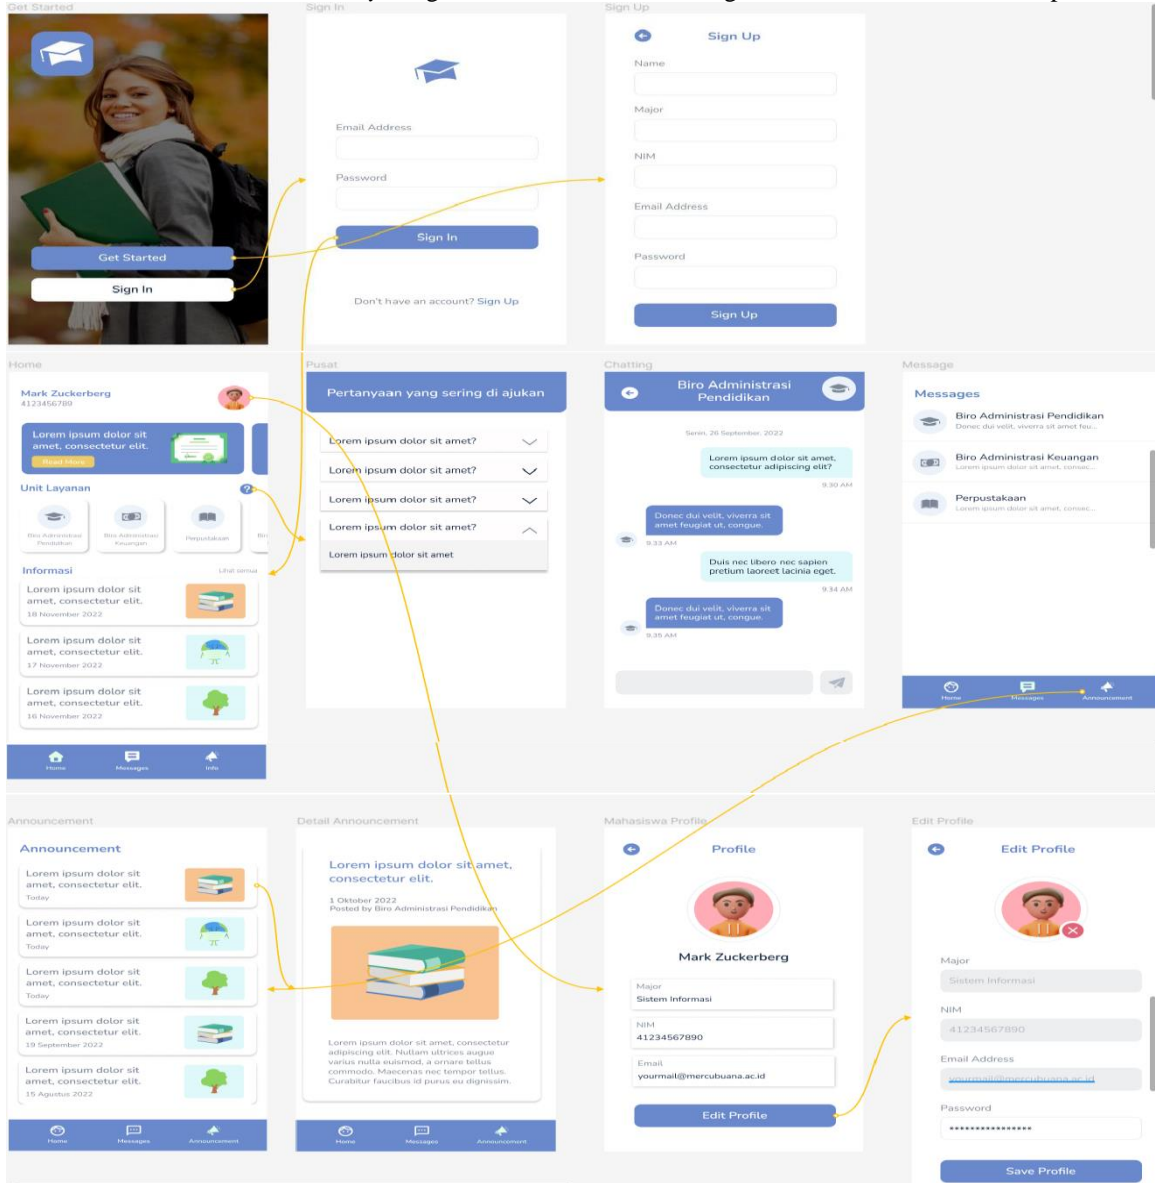 Get Started
Get Started
Sign In
Sign In
Email Address
Password
Sign In
Don't have an account? Sign Up
Sign Up
Sign Up
Name
Major
NIM
Email Address
Password
Sign Up
Home
Mark Zuckerberg
4123456789
Lorem ipsum dolor sit
amet, consectetur elit.
Read More
Unit Layanan
?
Biro Administrasi
Pendidikan
Biro Administrasi
Keuangan
Perpustakaan
Informasi
Lihat semua
Lorem ipsum dolor sit
amet, consectetur elit.
18 November 2022
Lorem ipsum dolor sit
amet, consectetur elit.
17 November 2022
Lorem ipsum dolor sit
amet, consectetur elit.
16 November 2022
Home
Messages
Info
Pusat
Pertanyaan yang sering di ajukan
Lorem ipsum dolor sit amet?
Lorem ipsum dolor sit amet?
Lorem ipsum dolor sit amet?
Lorem ipsum dolor sit amet?
Lorem ipsum dolor sit amet
Chatting
Biro Administrasi
Pendidikan
Senin, 26 September, 2022
Lorem ipsum dolor sit amet,
consectetur adipiscing elit?
9.30 AM
Donec dui velit, viverra sit
amet feugiat ut, congue.
9.33 AM
Duis nec libero nec sapien
pretium laoreet lacinia eget.
9.34 AM
Donec dui velit, viverra sit
amet feugiat ut, congue.
9.35 AM
Message
Messages
Biro Administrasi Pendidikan
Donec dui velit, viverra sit amet feu...
Biro Administrasi Keuangan
Lorem ipsum dolor sit amet, consec...
Perpustakaan
Lorem ipsum dolor sit amet, consec...
Home
Messages
Announcement
Announcement
Announcement
Lorem ipsum dolor sit
amet, consectetur elit.
Today
Lorem ipsum dolor sit
amet, consectetur elit.
Today
Lorem ipsum dolor sit
amet, consectetur elit.
Today
Lorem ipsum dolor sit
amet, consectetur elit.
19 September 2022
Lorem ipsum dolor sit
amet, consectetur elit.
15 Agustus 2022
Home
Messages
Announcement
Detail Announcement
Lorem ipsum dolor sit amet,
consectetur elit.
1 Oktober 2022
Posted by Biro Administrasi Pendidikan
Lorem ipsum dolor sit amet, consectetur
adipiscing elit. Nullam ultrices augue
varius nulla euismod, a ornare tellus
commodo. Maecenas nec tempor tellus.
Curabitur faucibus id purus eu dignissim.
Home
Messages
Announcement
Mahasiswa Profile
Profile
Mark Zuckerberg
Major
Sistem Informasi
NIM
41234567890
Email
yourmail@mercubuana.ac.id
Edit Profile
Edit Profile
Edit Profile
Major
Sistem Informasi
NIM
41234567890
Email Address
yourmail@mercubuana.ac.id
Password
****************
Save Profile